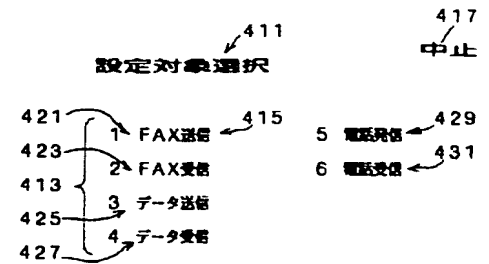 417
411
中止
設定対象選択
421 415 429
1 FAX送信 5 電話発信
423 431
2 FAX受信 6 電話受信
413
3 データ送信
425
4 データ受信
427